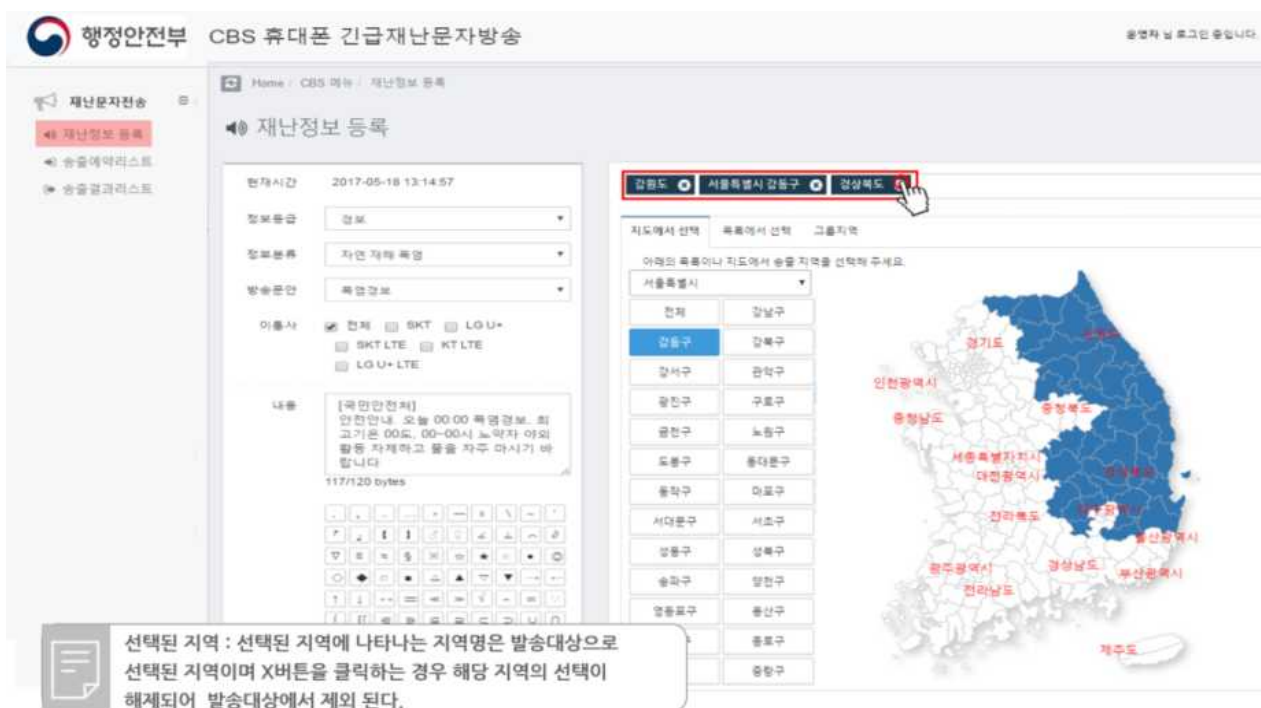 행정안전부 CBS 휴대폰 긴급재난문자방송
운영자 님 로그인 중입니다.
Home / CBS 메뉴 / 재난정보 등록
재난문자전송
재난정보 등록
송출예약리스트
송출결과리스트
재난정보 등록
현재시간 2017-05-18 13:14:57
정보등급 경보
정보분류 자연 재해 폭염
방송문안 폭염경보
이통사 전체 SKT LG U+
SKT LTE KT LTE
LG U+ LTE
내용
[국민안전처]
안전안내. 오늘 00:00 폭염경보. 최
고기온 00도, 00~00시 노약자 야외
활동 자제하고 물을 자주 마시기 바
랍니다
117/120 bytes
강원도 서울특별시 강동구 경상북도
지도에서 선택 목록에서 선택 그룹지역
아래의 목록이나 지도에서 송출 지역을 선택해 주세요.
서울특별시
전체 강남구
강동구 강북구
강서구 관악구
광진구 구로구
금천구 노원구
도봉구 동대문구
동작구 마포구
서대문구 서초구
성동구 성북구
송파구 양천구
영등포구 용산구
종로구
중랑구
강원도
경기도
인천광역시
충청북도
충청남도
세종특별자치시
대전광역시
경상북도
전라북도
울산광역시
광주광역시
경상남도
부산광역시
전라남도
제주도
선택된 지역 : 선택된 지역에 나타나는 지역명은 발송대상으로
선택된 지역이며 X버튼을 클릭하는 경우 해당 지역의 선택이
해제되어 발송대상에서 제외 된다.